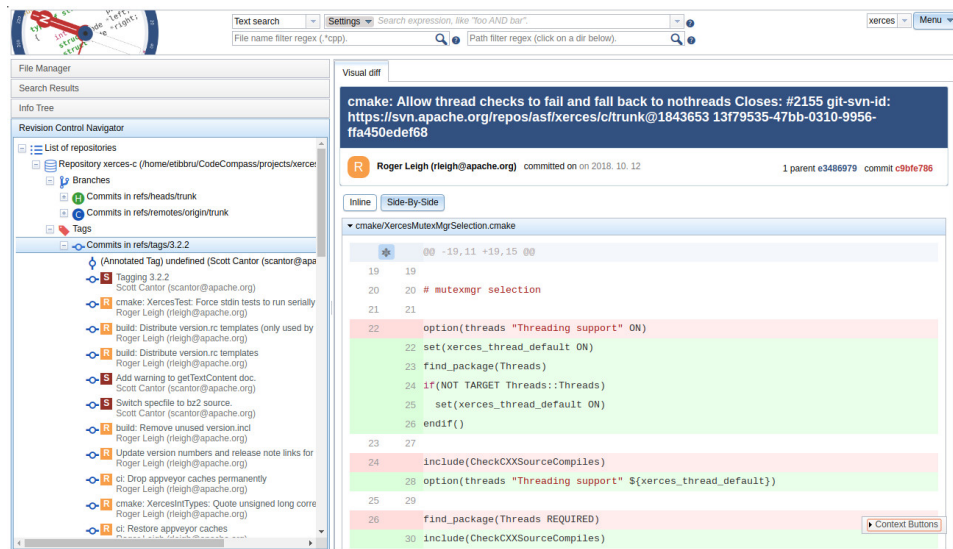 Text search
Settings
Search expression, like "foo AND bar".
xerces
Menu
File name filter regex (.*cpp).
Path filter regex (click on a dir below).
File Manager
Search Results
Info Tree
Revision Control Navigator
List of repositories
Repository xerces-c (/home/etibbru/CodeCompass/projects/xerces
Branches
H Commits in refs/heads/trunk
C Commits in refs/remotes/origin/trunk
Tags
Commits in refs/tags/3.2.2
(Annotated Tag) undefined (Scott Cantor (scantor@apa
S Tagging 3.2.2
Scott Cantor (scantor@apache.org)
R cmake: XercesTest: Force stdin tests to run serially
Roger Leigh (rleigh@apache.org)
R build: Distribute version.rc templates (only used by
Roger Leigh (rleigh@apache.org)
R build: Distribute version.rc templates
Roger Leigh (rleigh@apache.org)
S Add warning to getTextContent doc.
Scott Cantor (scantor@apache.org)
S Switch specfile to bz2 source.
Scott Cantor (scantor@apache.org)
R build: Remove unused version.incl
Roger Leigh (rleigh@apache.org)
R Update version numbers and release note links for
Roger Leigh (rleigh@apache.org)
R ci: Drop appveyor caches permanently
Roger Leigh (rleigh@apache.org)
R cmake: XercesIntTypes: Quote unsigned long corre
Roger Leigh (rleigh@apache.org)
R ci: Restore appveyor caches
Visual diff
cmake: Allow thread checks to fail and fall back to nothreads Closes: #2155 git-svn-id:
https://svn.apache.org/repos/asf/xerces/c/trunk@1843653 13f79535-47bb-0310-9956-
ffa450edef68
R Roger Leigh (rleigh@apache.org) committed on on 2018. 10. 12
1 parent e3486979 commit c9bfe786
Inline
Side-By-Side
cmake/XercesMutexMgrSelection.cmake
@@ -19,11 +19,15 @@
19 19
20 20 # mutexmgr selection
21 21
22 option(threads "Threading support" ON)
22 set(xerces_thread_default ON)
23 find_package(Threads)
24 if(NOT TARGET Threads::Threads)
25 set(xerces_thread_default ON)
26 endif()
23 27
24 include(CheckCXXSourceCompiles)
28 option(threads "Threading support" ${xerces_thread_default})
25 29
26 find_package(Threads REQUIRED)
30 include(CheckCXXSourceCompiles)
Context Buttons